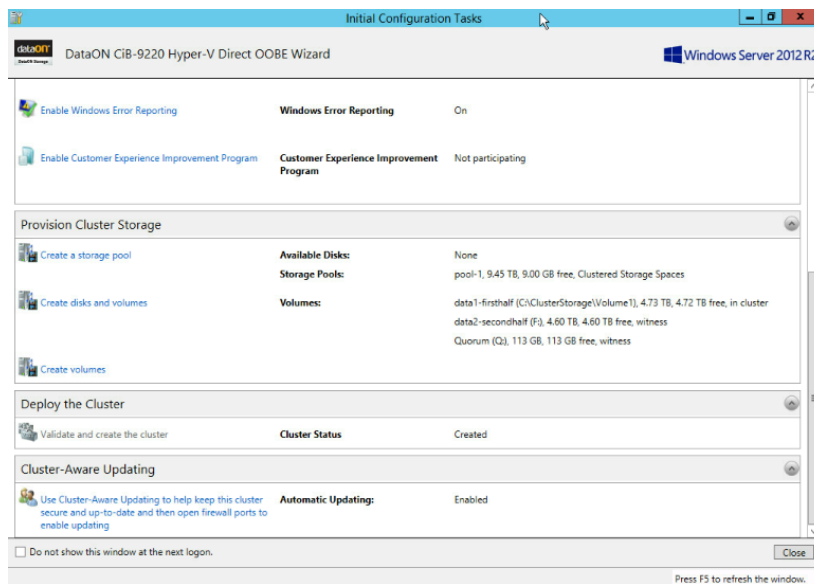 Initial Configuration Tasks
dataON
DataON Storage
DataON CiB-9220 Hyper-V Direct OOBE Wizard
Windows Server 2012 R2
Enable Windows Error Reporting Windows Error Reporting On
Enable Customer Experience Improvement Program Customer Experience Improvement Not participating
Program
Provision Cluster Storage
Create a storage pool Available Disks: None
Storage Pools: pool-1, 9.45 TB, 9.00 GB free, Clustered Storage Spaces
Create disks and volumes Volumes: data1-firsthalf (C:\ClusterStorage\Volume1), 4.73 TB, 4.72 TB free, in cluster
data2-secondhalf (F:), 4.60 TB, 4.60 TB free, witness
Quorum (Q:), 113 GB, 113 GB free, witness
Create volumes
Deploy the Cluster
Validate and create the cluster Cluster Status Created
Cluster-Aware Updating
Use Cluster-Aware Updating to help keep this cluster Automatic Updating: Enabled
secure and up-to-date and then open firewall ports to
enable updating
Do not show this window at the next logon. Close
Press F5 to refresh the window.